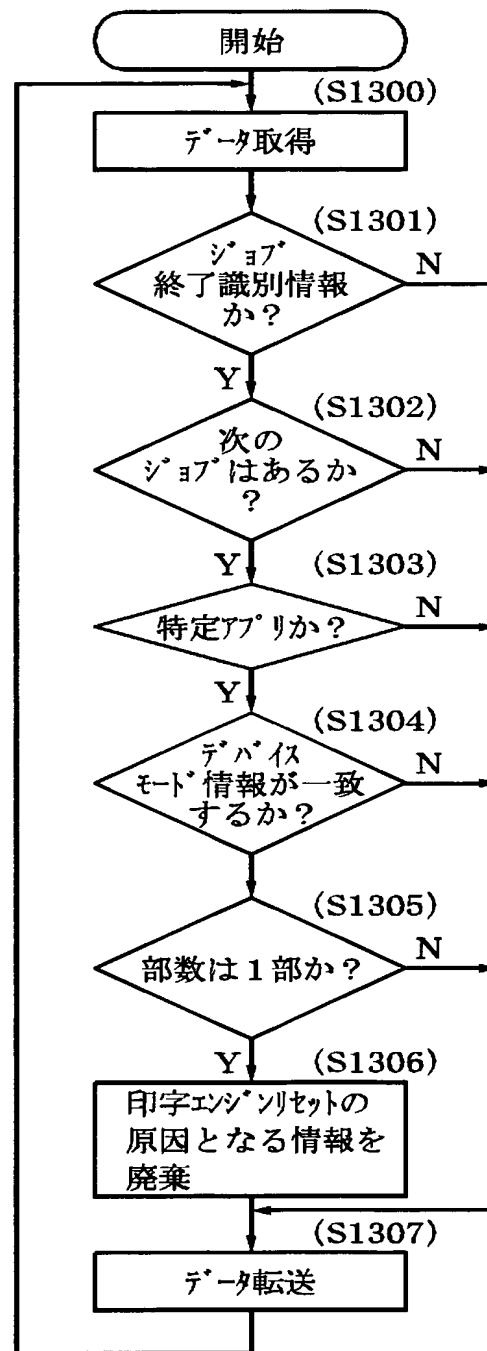 開始
(S1300)
ﾃﾞｰﾀ取得
(S1301)
ｼﾞｮﾌﾞ
終了識別情報
か？
N
Y
(S1302)
次の
ｼﾞｮﾌﾞはあるか
？
N
Y
(S1303)
特定ｱﾌﾟﾘか？
N
Y
(S1304)
ﾃﾞﾊﾞｲｽ
ﾓｰﾄﾞ情報が一致
するか？
N
(S1305)
部数は１部か？
N
Y
(S1306)
印字ｴﾝｼﾞﾝﾘｾｯﾄの
原因となる情報を
廃棄
(S1307)
ﾃﾞｰﾀ転送